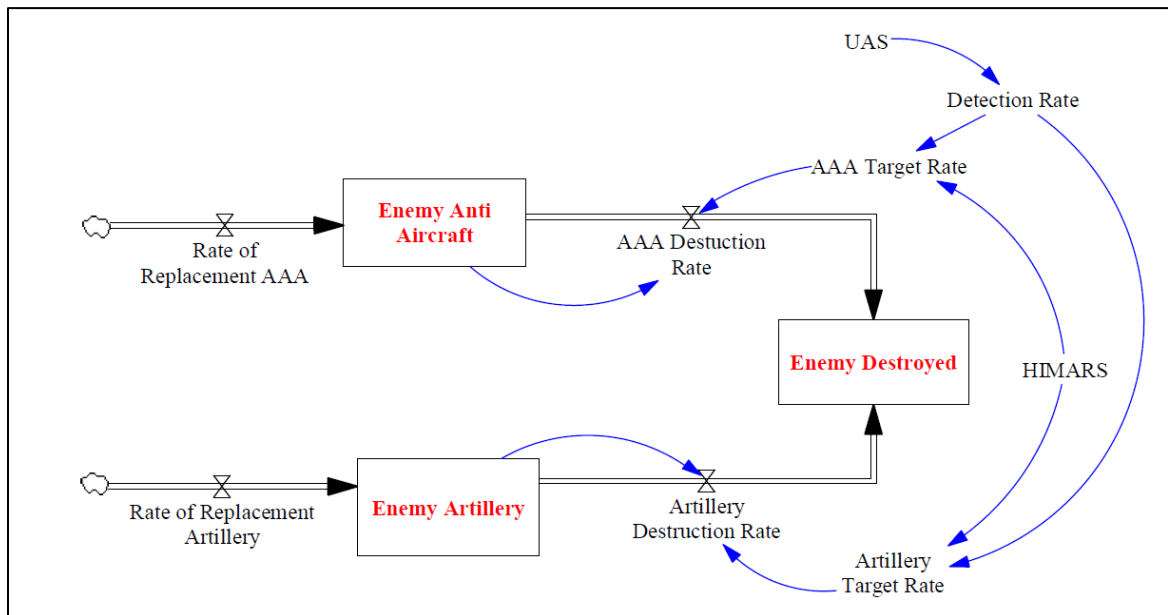 UAS
Detection Rate
AAA Target Rate
Enemy Anti
Aircraft
Rate of
Replacement AAA
AAA Destuction
Rate
Enemy Destroyed
HIMARS
Enemy Artillery
Rate of Replacement
Artillery
Artillery
Destruction Rate
Artillery
Target Rate